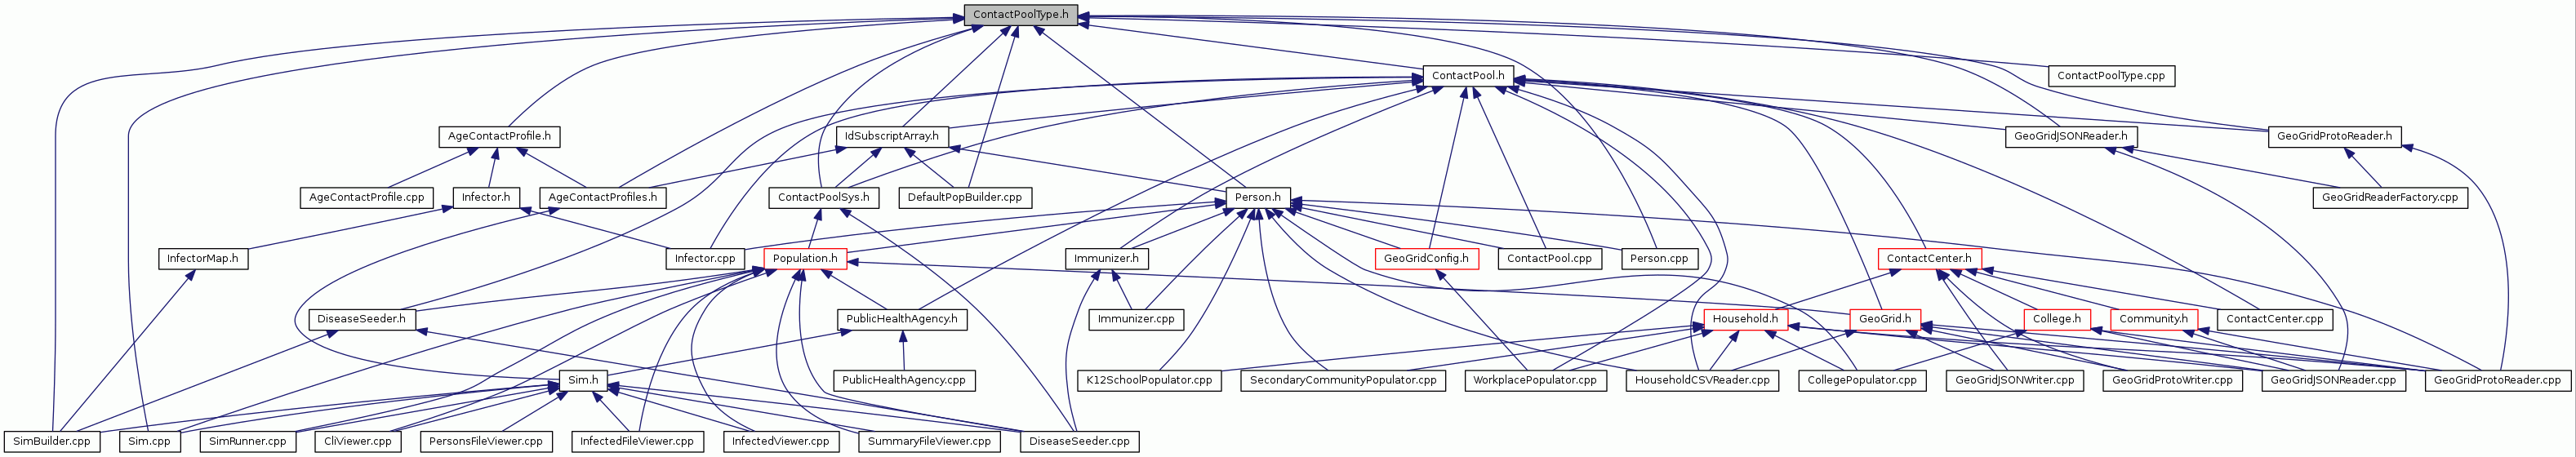 ContactPoolType.h
ContactPool.h
ContactPoolType.cpp
AgeContactProfile.h
IdSubscriptArray.h
GeoGridJSONReader.h
GeoGridProtoReader.h
AgeContactProfile.cpp
Infector.h
AgeContactProfiles.h
ContactPoolSys.h
DefaultPopBuilder.cpp
Person.h
GeoGridReaderFactory.cpp
InfectorMap.h
Infector.cpp
Population.h
Immunizer.h
GeoGridConfig.h
ContactPool.cpp
Person.cpp
ContactCenter.h
DiseaseSeeder.h
PublicHealthAgency.h
Immunizer.cpp
Household.h
GeoGrid.h
College.h
Community.h
ContactCenter.cpp
Sim.h
PublicHealthAgency.cpp
K12SchoolPopulator.cpp
SecondaryCommunityPopulator.cpp
WorkplacePopulator.cpp
HouseholdCSVReader.cpp
CollegePopulator.cpp
GeoGridJSONWriter.cpp
GeoGridProtoWriter.cpp
GeoGridJSONReader.cpp
GeoGridProtoReader.cpp
SimBuilder.cpp
Sim.cpp
SimRunner.cpp
CliViewer.cpp
PersonsFileViewer.cpp
InfectedFileViewer.cpp
InfectedViewer.cpp
SummaryFileViewer.cpp
DiseaseSeeder.cpp